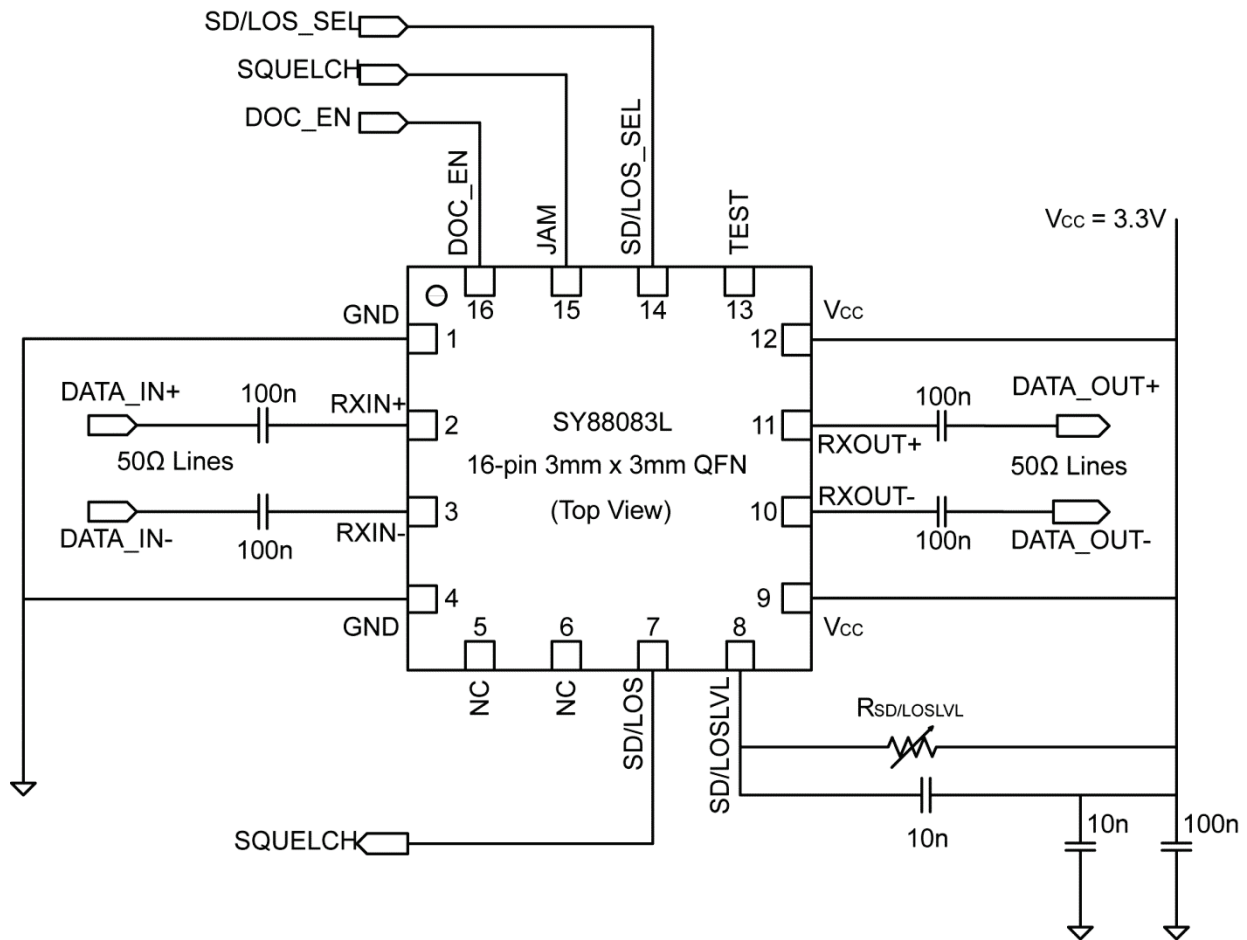 SD/LOS_SEL
SQUELCH
DOC_EN
DOC_EN
JAM
SD/LOS_SEL
TEST
VCC = 3.3V
16
15
14
13
GND
1
12
VCC
DATA_IN+
100n
RXIN+
2
50Ω Lines
DATA_IN-
100n
RXIN-
3
SY88083L
16-pin 3mm x 3mm QFN
(Top View)
11
RXOUT+
100n
DATA_OUT+
50Ω Lines
10
RXOUT-
100n
DATA_OUT-
4
GND
9
VCC
5
6
7
8
NC
NC
SD/LOS
SD/LOSLVL
RSD/LOSLVL
10n
10n
100n
SQUELCH